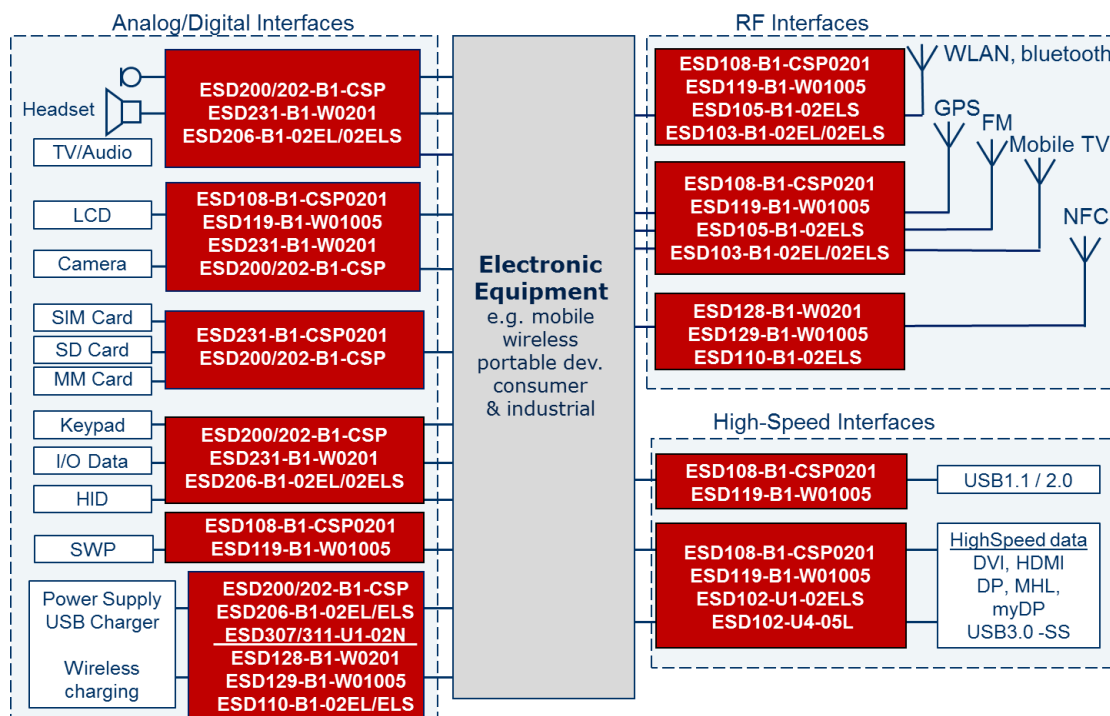 Analog/Digital Interfaces
Headset
TV/Audio
ESD200/202-B1-CSP
ESD231-B1-W0201
ESD206-B1-02EL/02ELS
LCD
Camera
ESD108-B1-CSP0201
ESD119-B1-W01005
ESD231-B1-W0201
ESD200/202-B1-CSP
SIM Card
SD Card
MM Card
ESD231-B1-CSP0201
ESD200/202-B1-CSP
Keypad
I/O Data
HID
ESD200/202-B1-CSP
ESD231-B1-W0201
ESD206-B1-02EL/02ELS
SWP
ESD108-B1-CSP0201
ESD119-B1-W01005
Power Supply
USB Charger
Wireless
charging
ESD200/202-B1-CSP
ESD206-B1-02EL/ELS
ESD307/311-U1-02N
ESD128-B1-W0201
ESD129-B1-W01005
ESD110-B1-02EL/ELS
Electronic
Equipment
e.g. mobile
wireless
portable dev.
consumer
& industrial
RF Interfaces
ESD108-B1-CSP0201
ESD119-B1-W01005
ESD105-B1-02ELS
ESD103-B1-02EL/02ELS
WLAN, bluetooth
GPS
FM
Mobile TV
ESD108-B1-CSP0201
ESD119-B1-W01005
ESD105-B1-02ELS
ESD103-B1-02EL/02ELS
NFC
ESD128-B1-W0201
ESD129-B1-W01005
ESD110-B1-02ELS
High-Speed Interfaces
ESD108-B1-CSP0201
ESD119-B1-W01005
USB1.1 / 2.0
ESD108-B1-CSP0201
ESD119-B1-W01005
ESD102-U1-02ELS
ESD102-U4-05L
HighSpeed data
DVI, HDMI
DP, MHL,
myDP
USB3.0 -SS